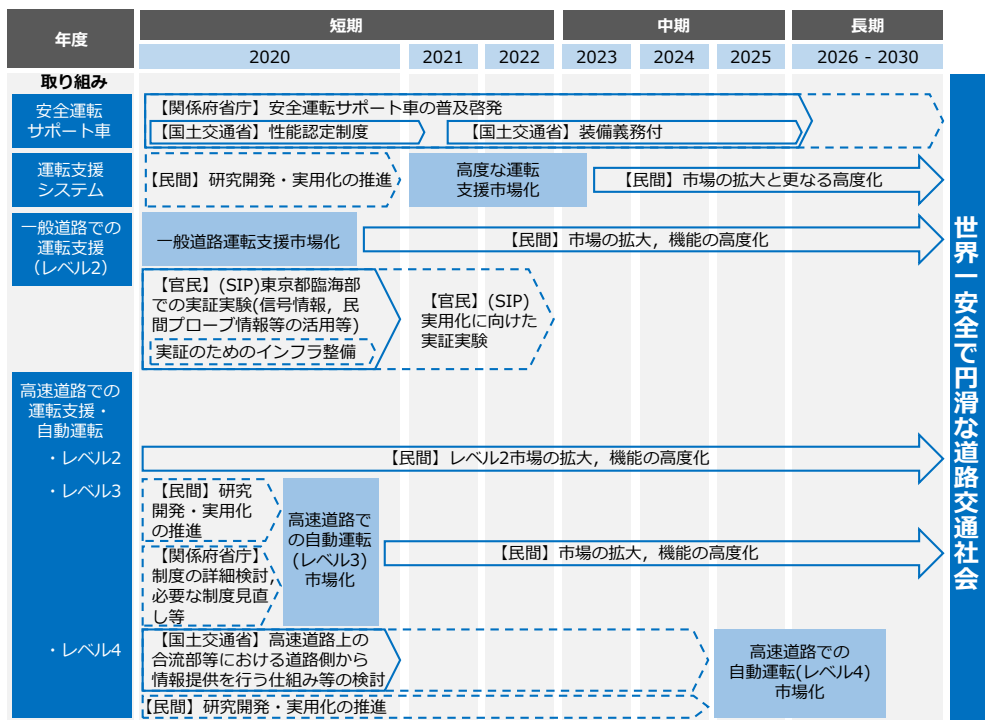 年度
短期
中期
長期
2020
2021
2022
2023
2024
2025
2026 - 2030
取り組み
安全運転
サポート車
【関係府省庁】安全運転サポート車の普及啓発
【国土交通省】性能認定制度
【国土交通省】装備義務付
運転支援
システム
【民間】研究開発・実用化の推進
高度な運転
支援市場化
【民間】市場の拡大と更なる高度化
一般道路での
運転支援
（レベル2）
一般道路運転支援市場化
【民間】市場の拡大，機能の高度化
【官民】(SIP)東京都臨海部
での実証実験(信号情報，民
間プローブ情報等の活用等)
実証のためのインフラ整備
【官民】(SIP)
実用化に向けた
実証実験
高速道路での
運転支援・
自動運転
・レベル2
【民間】レベル2市場の拡大，機能の高度化
・レベル3
【民間】研究
開発・実用化
の推進
【関係府省庁】
制度の詳細検討，
必要な制度見直
し等
高速道路で
の自動運転
(レベル3)
市場化
【民間】市場の拡大，機能の高度化
・レベル4
【国土交通省】高速道路上の
合流部等における道路側から
情報提供を行う仕組み等の検討
【民間】研究開発・実用化の推進
高速道路での
自動運転(レベル4)
市場化
世界一安全で円滑な道路交通社会